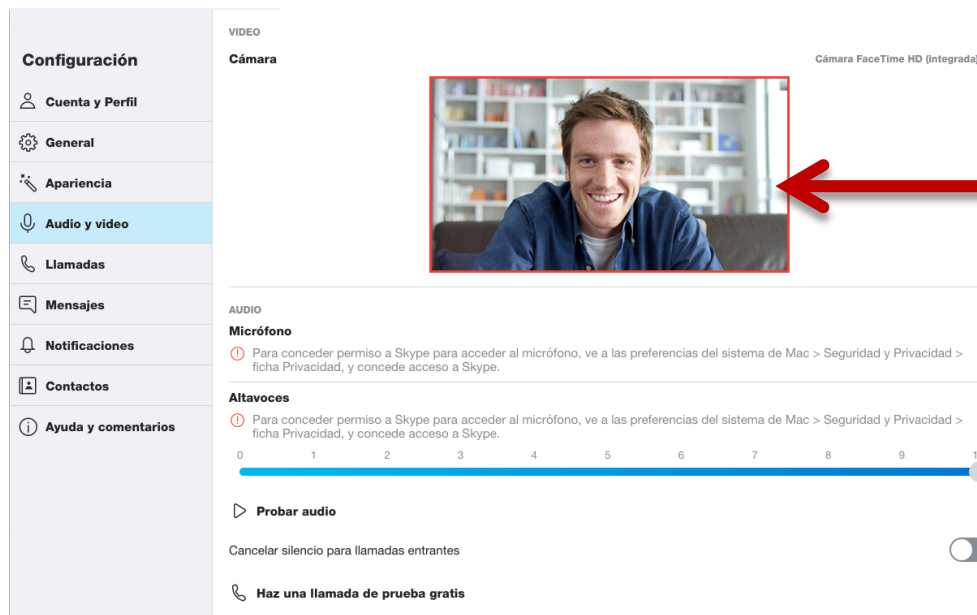 Configuración
Cuenta y Perfil
General
Apariencia
Audio y video
Llamadas
Mensajes
Notificaciones
Contactos
Ayuda y comentarios
VIDEO
Cámara
Cámara FaceTime HD (integrada)
AUDIO
Micrófono
Para conceder permiso a Skype para acceder al micrófono, ve a las preferencias del sistema de Mac > Seguridad y Privacidad >
ficha Privacidad, y concede acceso a Skype.
Altavoces
Para conceder permiso a Skype para acceder al micrófono, ve a las preferencias del sistema de Mac > Seguridad y Privacidad >
ficha Privacidad, y concede acceso a Skype.
0 1 2 3 4 5 6 7 8 9
Probar audio
Cancelar silencio para llamadas entrantes
Haz una llamada de prueba gratis